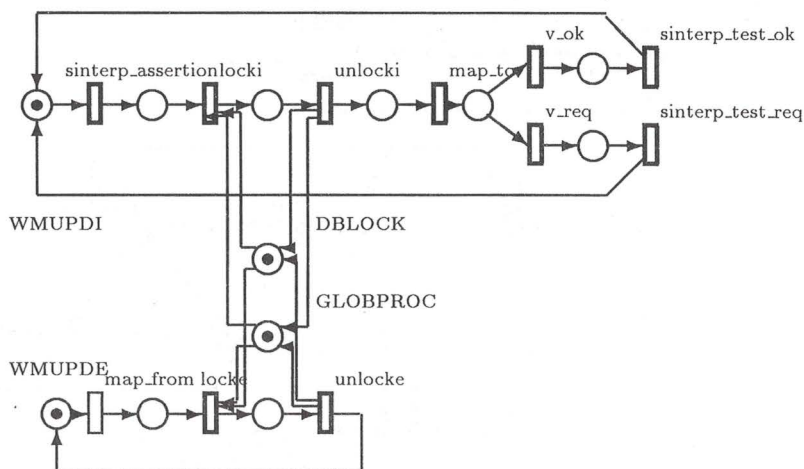 v_ok sinterp_test_ok
sinterp_assertionlocki unlocki map_to
v_req sinterp_test_req
WMUPDI DBLOCK
GLOBPROC
WMUPDE
map_from locke unlocke